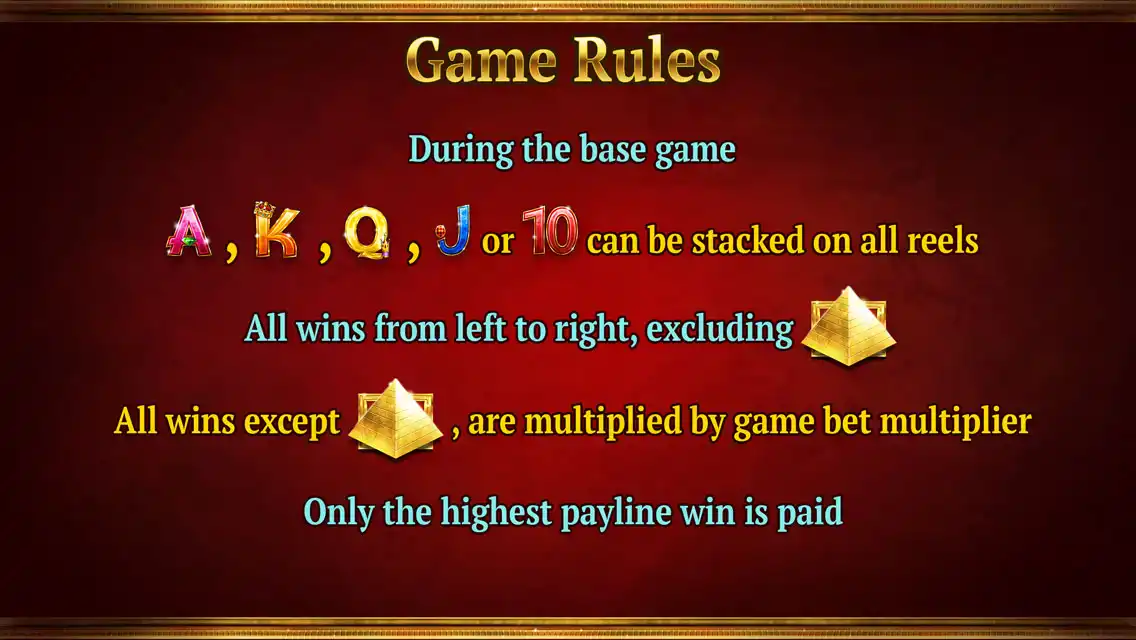 Game Rules
During the base game
A, K, Q, J or 10 can be stacked on all reels
All wins from left to right, excluding
All wins except , are multiplied by game bet multiplier
Only the highest payline win is paid